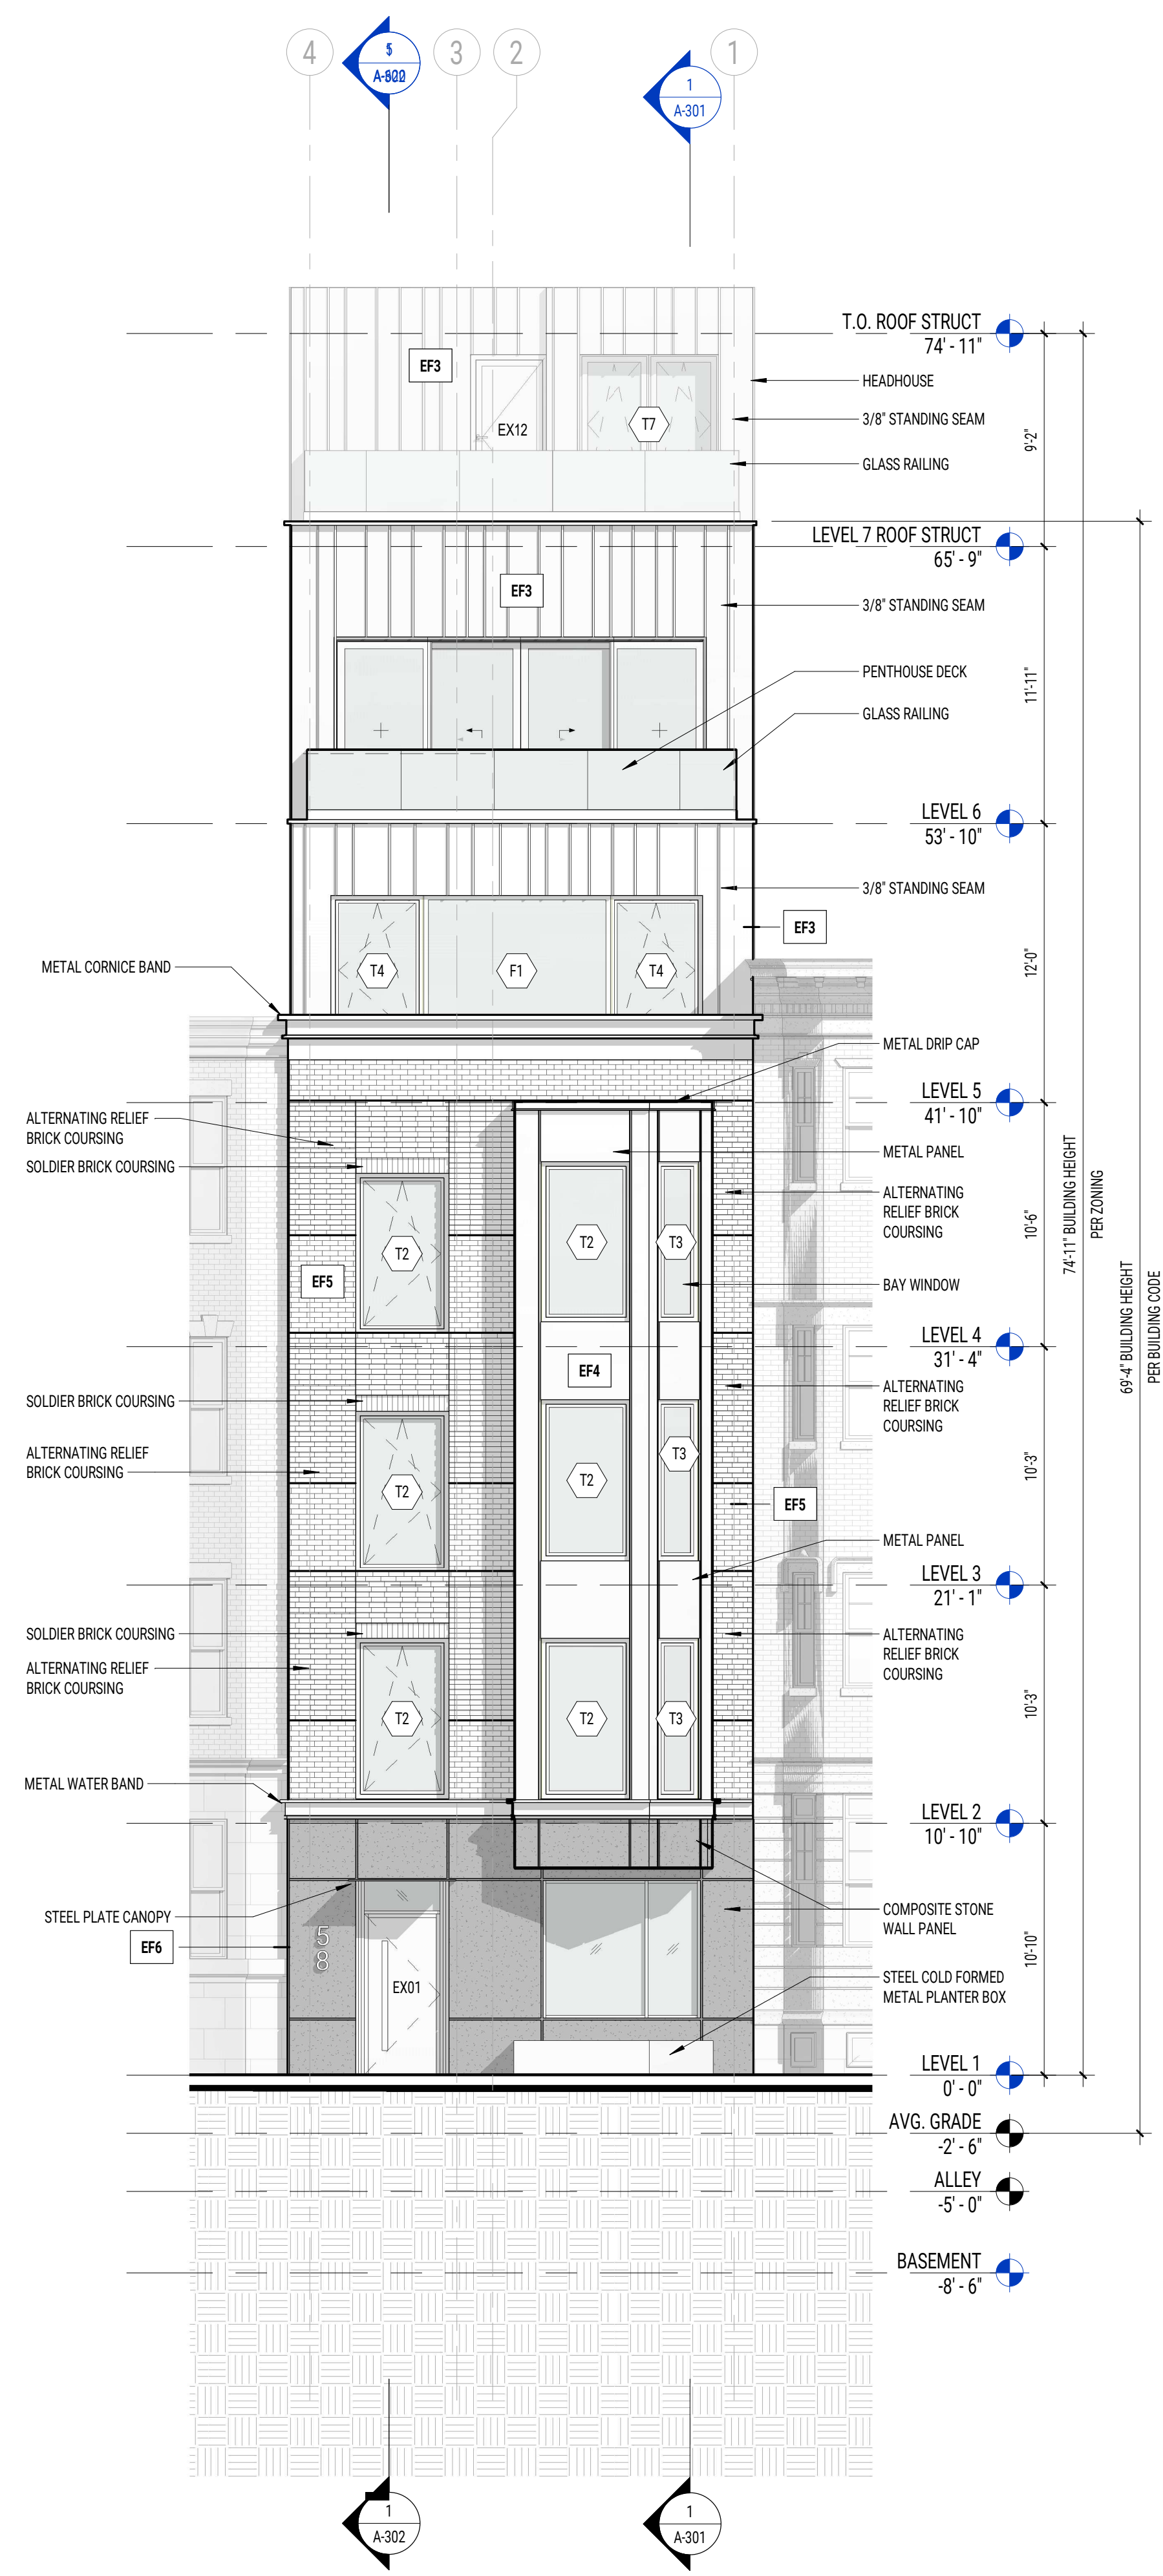 4
3
2
1
5
1
A-301
T.O. ROOF STRUCT
74' - 11"
EF3
HEADHOUSE
3/8" STANDING SEAM
T7
EX12
9'-2"
GLASS RAILING
LEVEL 7 ROOF STRUCT
65' - 9"
EF3
3/8" STANDING SEAM
PENTHOUSE DECK
11'-11"
GLASS RAILING
LEVEL 6
53' - 10"
3/8" STANDING SEAM
EF3
METAL CORNICE BAND
T4
F1
T4
12'-0"
METAL DRIP CAP
LEVEL 5
41' - 10"
ALTERNATING RELIEF
BRICK COURSING
METAL PANEL
SOLDIER BRICK COURSING
ALTERNATING
RELIEF BRICK
COURSING
10'-6"
74'-11" BUILDING HEIGHT
PER ZONING
T2
T2
T3
EF5
BAY WINDOW
LEVEL 4
31' - 4"
69'-4" BUILDING HEIGHT
PER BUILDING CODE
EF4
ALTERNATING
RELIEF BRICK
COURSING
SOLDIER BRICK COURSING
ALTERNATING RELIEF
BRICK COURSING
T3
10'-3"
T2
T2
EF5
METAL PANEL
LEVEL 3
21' - 1"
SOLDIER BRICK COURSING
ALTERNATING
RELIEF BRICK
COURSING
ALTERNATING RELIEF
BRICK COURSING
10'-3"
T2
T2
T3
METAL WATER BAND
LEVEL 2
10' - 10"
STEEL PLATE CANOPY
COMPOSITE STONE
WALL PANEL
EF6
5
8
10'-10"
EX01
STEEL COLD FORMED
METAL PLANTER BOX
LEVEL 1
0' - 0"
AVG. GRADE
-2' - 6"
ALLEY
-5' - 0"
BASEMENT
-8' - 6"
1
A-302
1
A-301